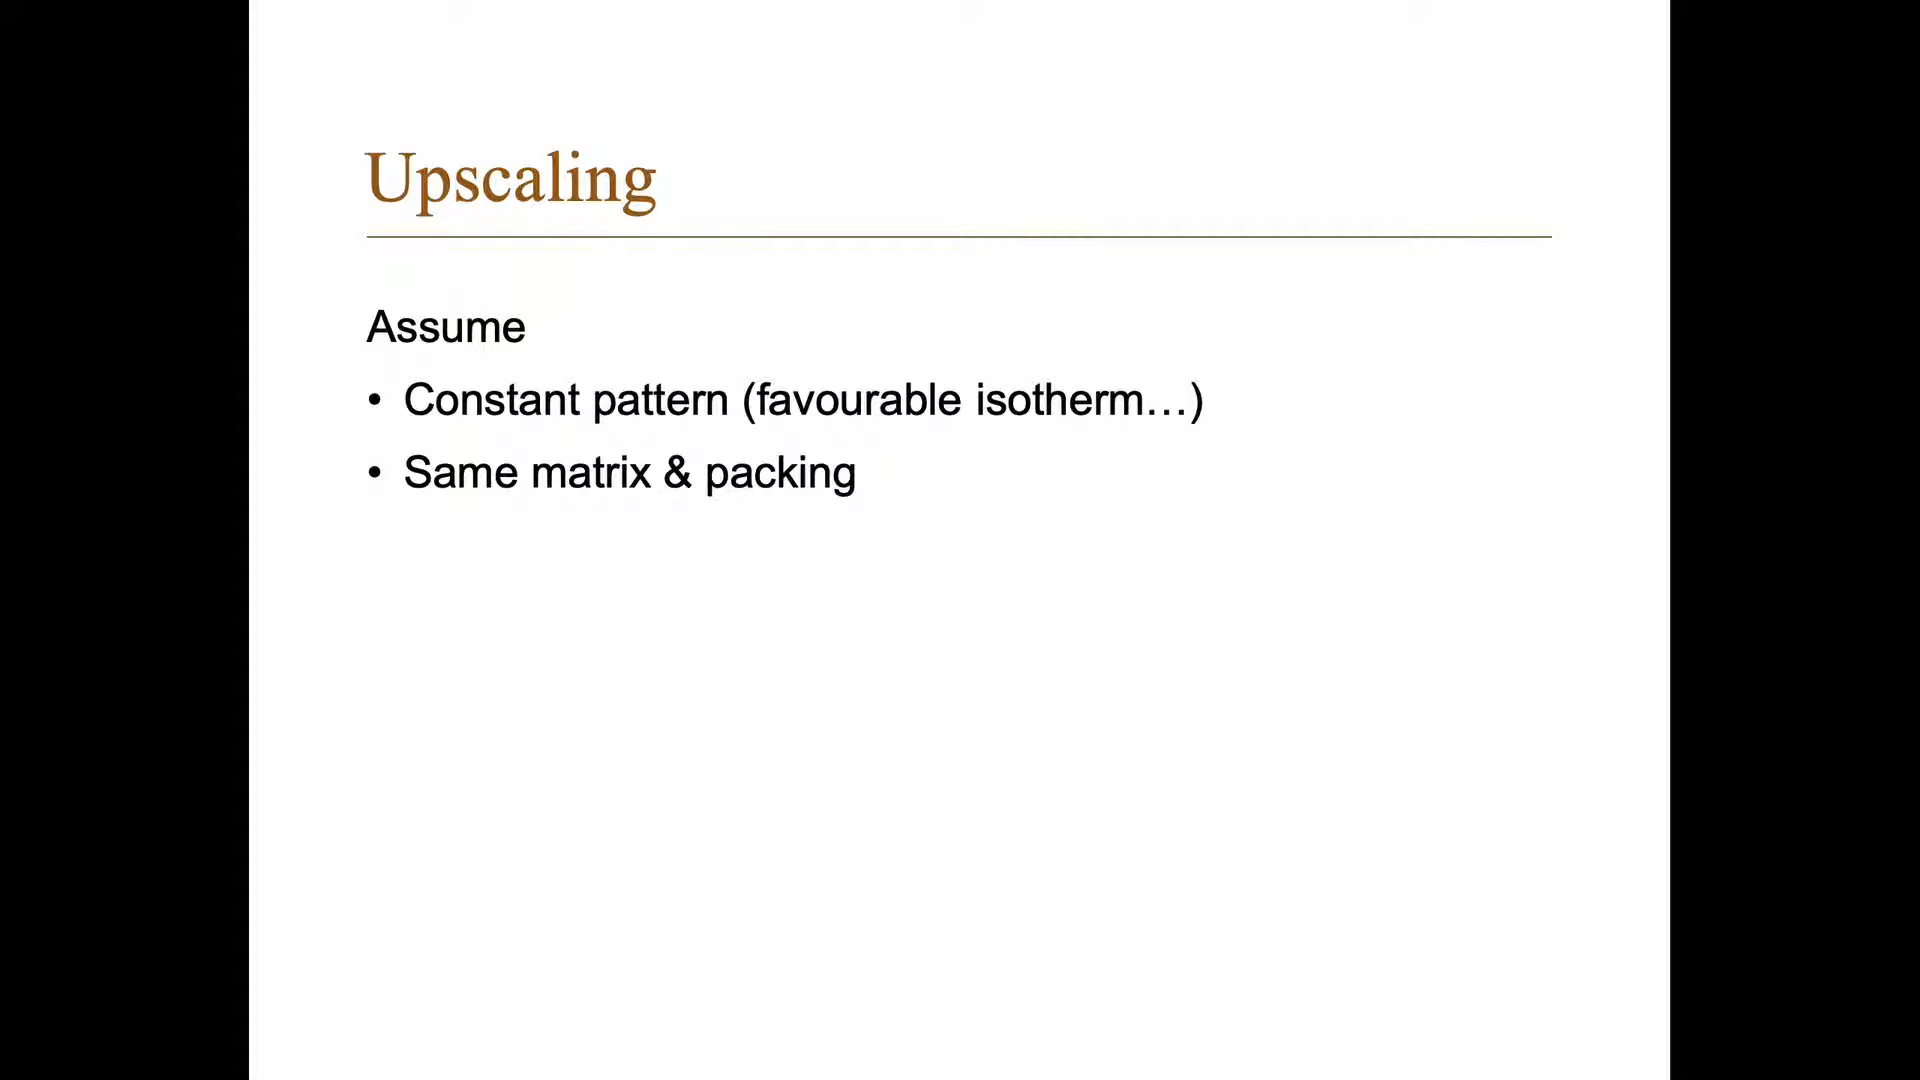 Upscaling
Assume
• Constant pattern (favourable isotherm…)
• Same matrix & packing